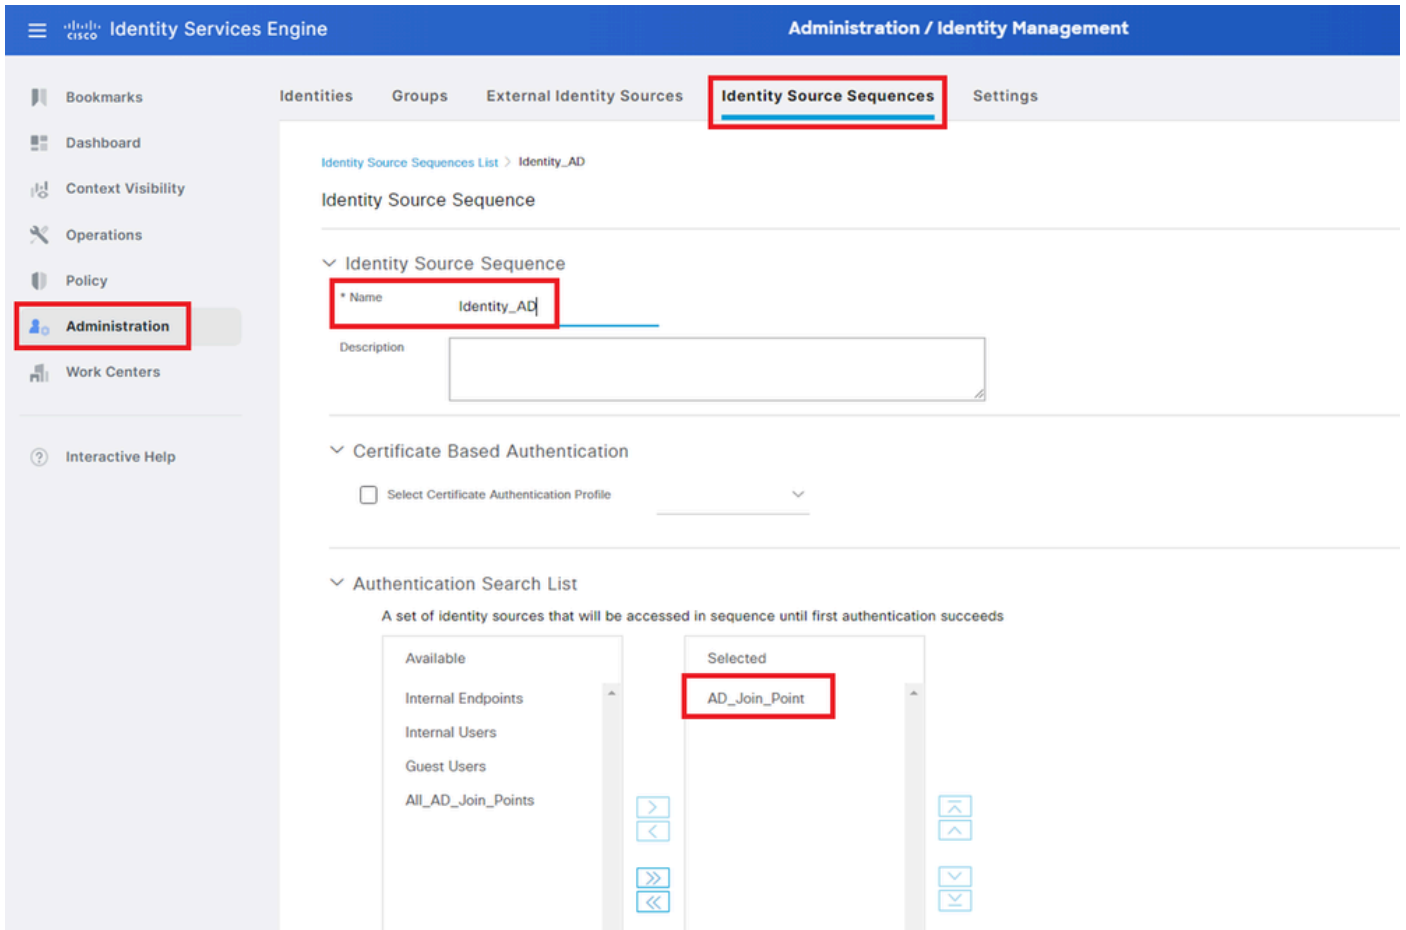 cisco Identity Services Engine
Administration / Identity Management
Bookmarks
Dashboard
Context Visibility
Operations
Policy
Administration
Work Centers
Interactive Help
Identities Groups External Identity Sources Identity Source Sequences Settings
Identity Source Sequences List > Identity_AD
Identity Source Sequence
Identity Source Sequence
* Name Identity_AD
Description
Certificate Based Authentication
Select Certificate Authentication Profile
Authentication Search List
A set of identity sources that will be accessed in sequence until first authentication succeeds
Available
Internal Endpoints
Internal Users
Guest Users
All_AD_Join_Points
Selected
AD_Join_Point